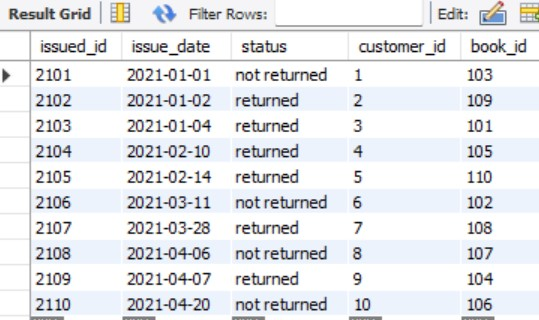 Result Grid Filter Rows: Edit:
issued_id issue_date status customer_id book_id
2101 2021-01-01 not returned 1 103
2102 2021-01-02 returned 2 109
2103 2021-01-04 returned 3 101
2104 2021-02-10 returned 4 105
2105 2021-02-14 returned 5 110
2106 2021-03-11 not returned 6 102
2107 2021-03-28 returned 7 108
2108 2021-04-06 not returned 8 107
2109 2021-04-07 returned 9 104
2110 2021-04-20 not returned 10 106